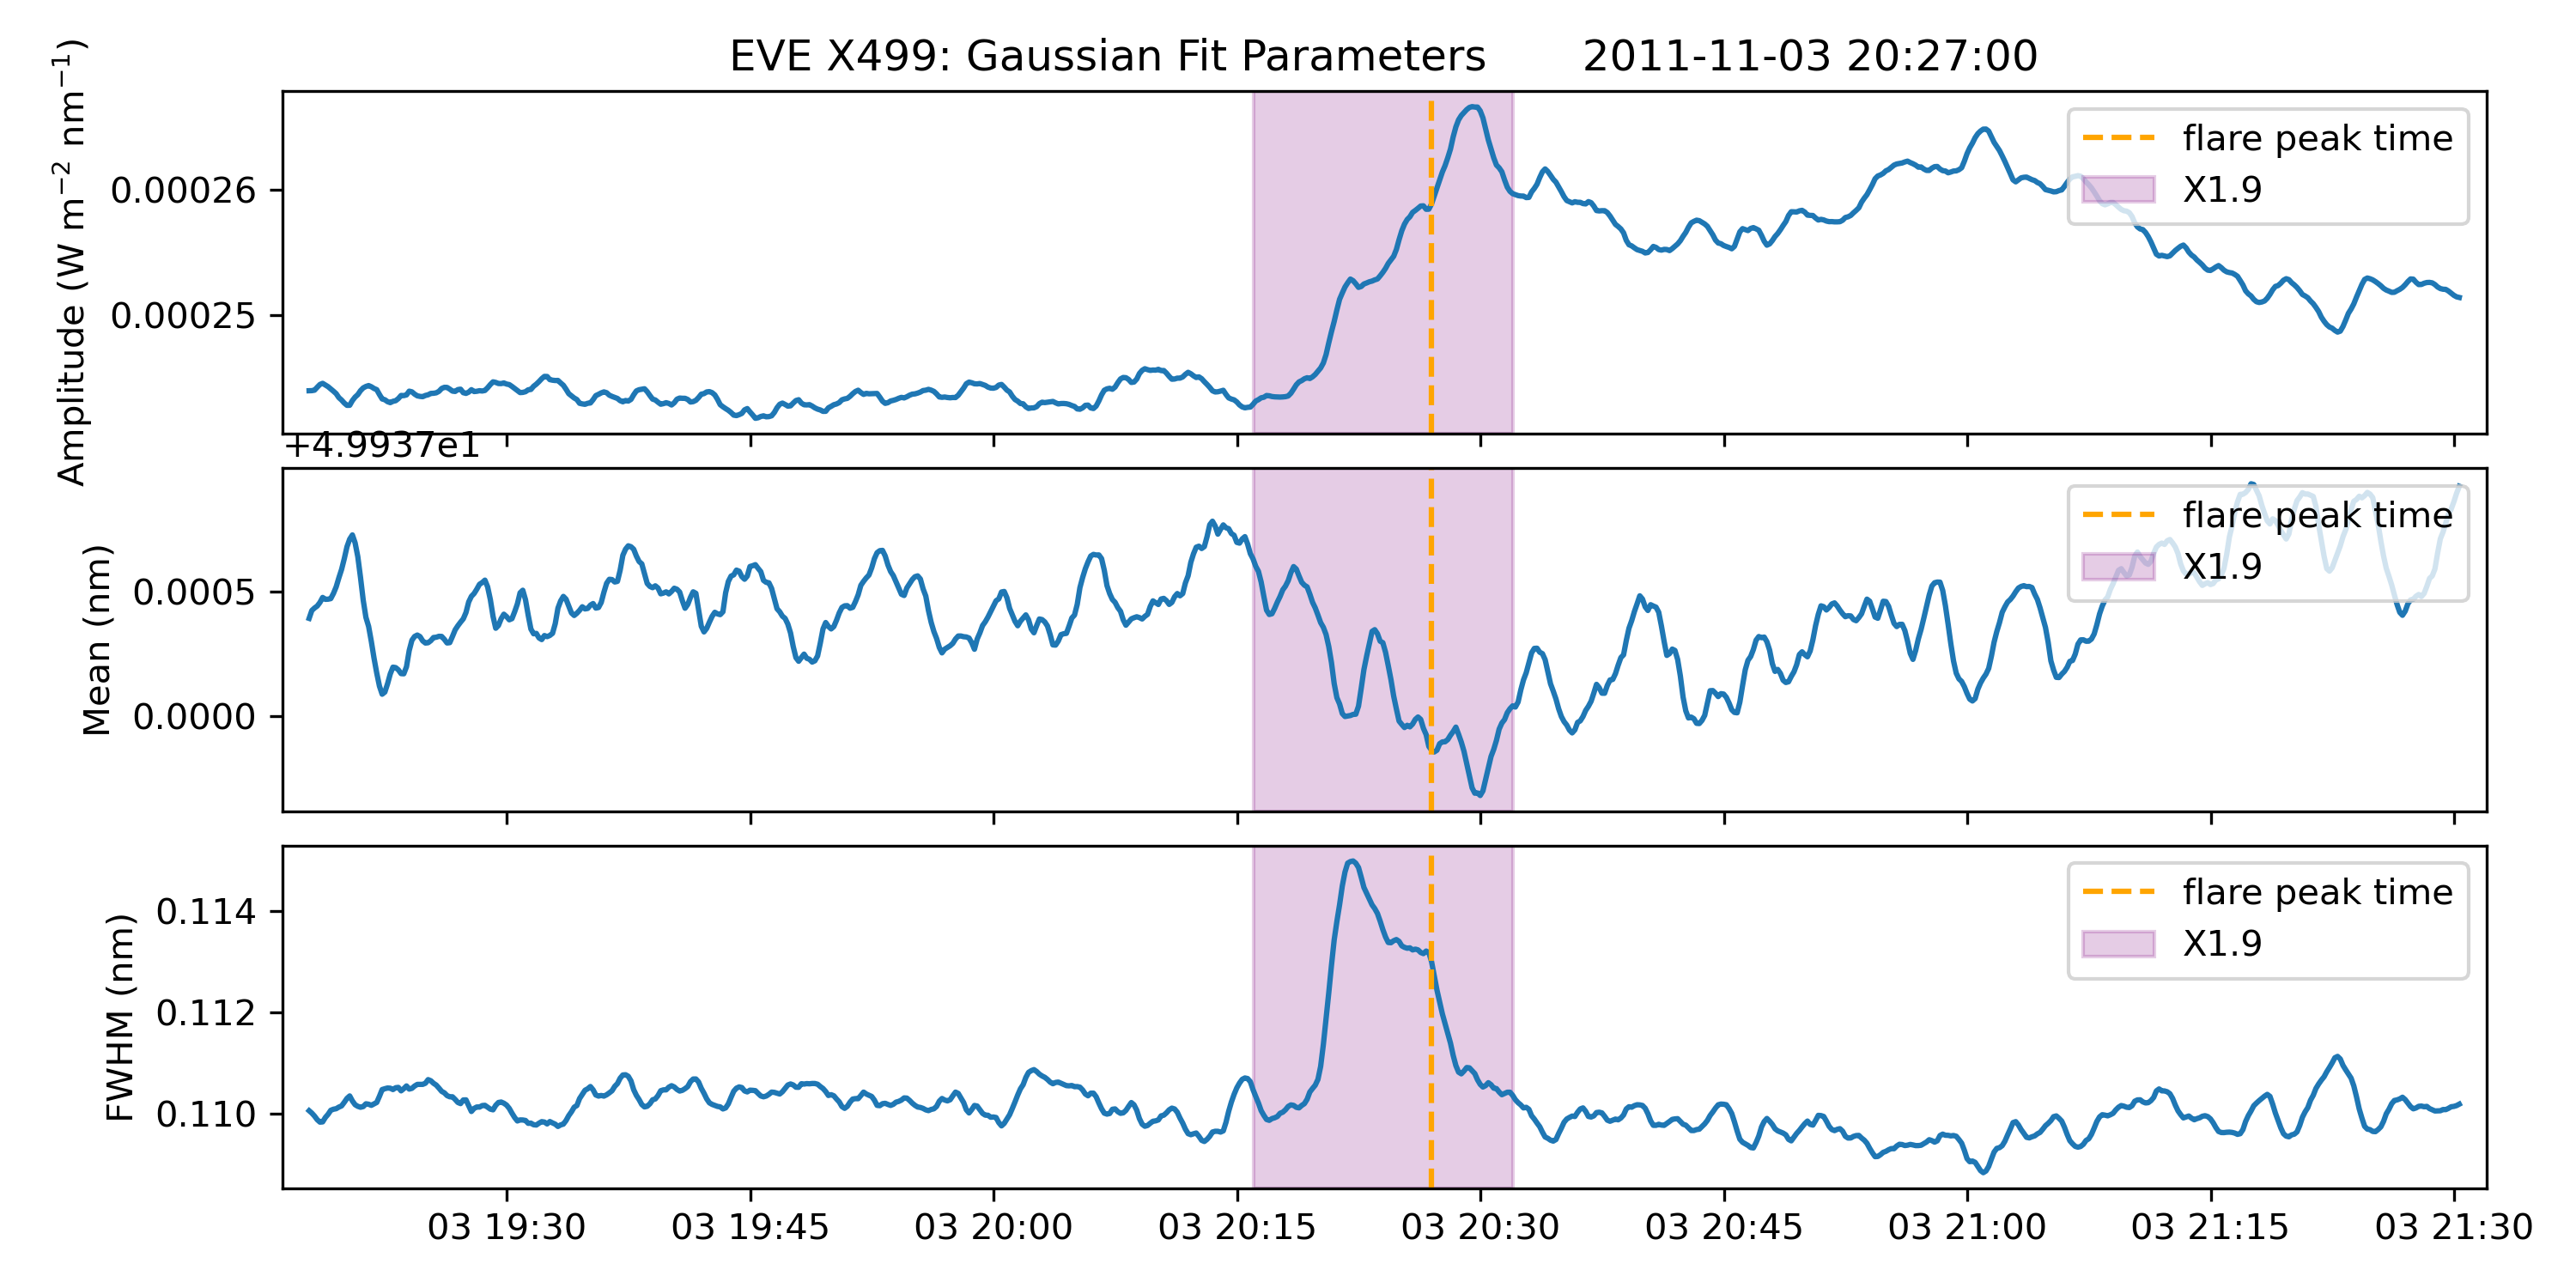 EVE X499: Gaussian Fit Parameters 2011-11-03 20:27:00
Amplitude (W m⁻² nm⁻¹)
0.00026
0.00025
flare peak time
X1.9
+4.9937e1
Mean (nm)
0.0005
0.0000
flare peak time
X1.9
FWHM (nm)
0.114
0.112
0.110
flare peak time
X1.9
03 19:30 03 19:45 03 20:00 03 20:15 03 20:30 03 20:45 03 21:00 03 21:15 03 21:30